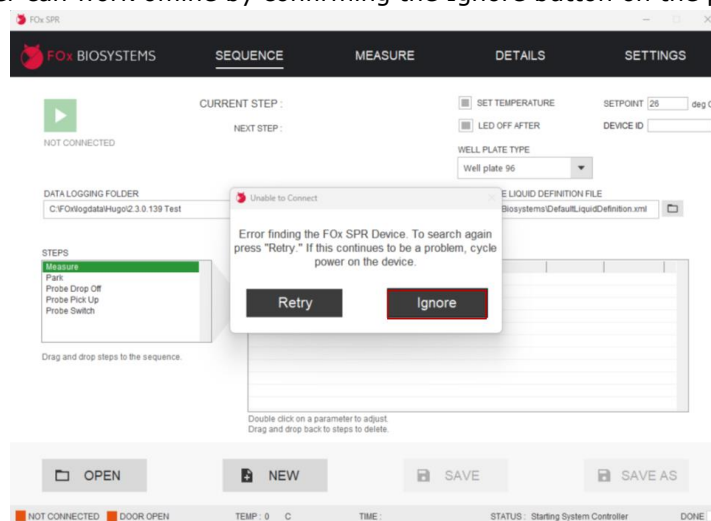 er can work offline by confirming the Ignore button on the p
FOx SPR
FOx BIOSYSTEMS
SEQUENCE
MEASURE
DETAILS
SETTINGS
CURRENT STEP :
NEXT STEP :
NOT CONNECTED
SET TEMPERATURE
SETPOINT 26 deg C
LED OFF AFTER
DEVICE ID
WELL PLATE TYPE
Well plate 96
DATA LOGGING FOLDER
C:\FOx\logdata\Hugo\2.3.0.139 Test
E LIQUID DEFINITION FILE
Biosystems\DefaultLiquidDefinition.xml
Unable to Connect
Error finding the FOx SPR Device. To search again
press "Retry." If this continues to be a problem, cycle
power on the device.
Retry
Ignore
STEPS
Measure
Park
Probe Drop Off
Probe Pick Up
Probe Switch
Drag and drop steps to the sequence.
Double click on a parameter to adjust.
Drag and drop back to steps to delete.
OPEN
NEW
SAVE
SAVE AS
NOT CONNECTED
DOOR OPEN
TEMP : 0 C
TIME :
STATUS : Starting System Controller
DONE